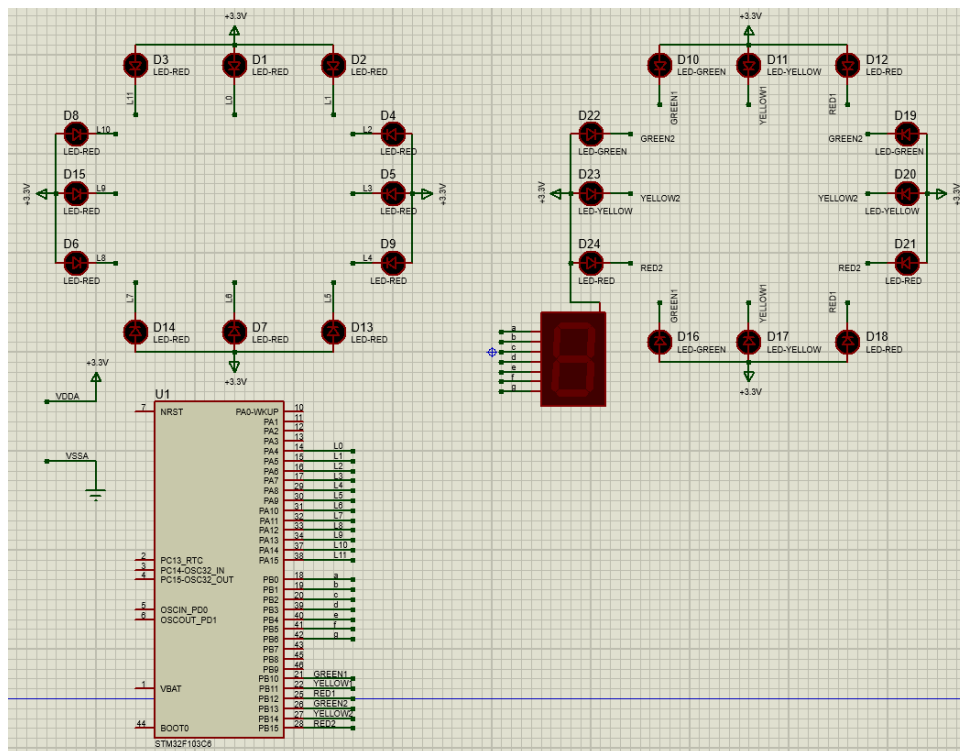 +3.3V
D3
LED-RED
D1
LED-RED
D2
LED-RED
L11
L0
L1
D8
LED-RED
L10
D4
LED-RED
L2
+3.3V
D15
LED-RED
L9
D5
LED-RED
L3
+3.3V
D6
LED-RED
L8
D9
LED-RED
L4
L7
L6
L5
D14
LED-RED
D7
LED-RED
D13
LED-RED
+3.3V
+3.3V
D10
LED-GREEN
D11
LED-YELLOW
D12
LED-RED
GREEN1
YELLOW1
RED1
D22
LED-GREEN
GREEN2
D19
LED-GREEN
GREEN2
+3.3V
D23
LED-YELLOW
YELLOW2
D20
LED-YELLOW
YELLOW2
+3.3V
D24
LED-RED
RED2
D21
LED-RED
RED2
GREEN1
YELLOW1
RED1
D16
LED-GREEN
D17
LED-YELLOW
D18
LED-RED
+3.3V
a
b
c
d
e
f
g
+3.3V
VDDA
VSSA
U1
7 NRST PA0-WKUP 10
PA1 11
PA2 12
PA3 13
PA4 14 L0
PA5 15 L1
PA6 16 L2
PA7 17 L3
PA8 29 L4
PA9 30 L5
PA10 31 L6
PA11 32 L7
PA12 33 L8
PA13 34 L9
PA14 37 L10
PA15 38 L11
2 PC13_RTC
3 PC14-OSC32_IN
4 PC15-OSC32_OUT
PB0 18 a
PB1 19 b
PB2 20 c
PB3 39 d
PB4 40 e
PB5 41 f
PB6 42 g
PB7 43
PB8 45
PB9 46
5 OSCIN_PD0
6 OSCOUT_PD1
PB10 21 GREEN1
1 VBAT PB11 22 YELLOW1
PB12 25 RED1
PB13 26 GREEN2
PB14 27 YELLOW2
44 BOOT0 PB15 28 RED2
STM32F103C6